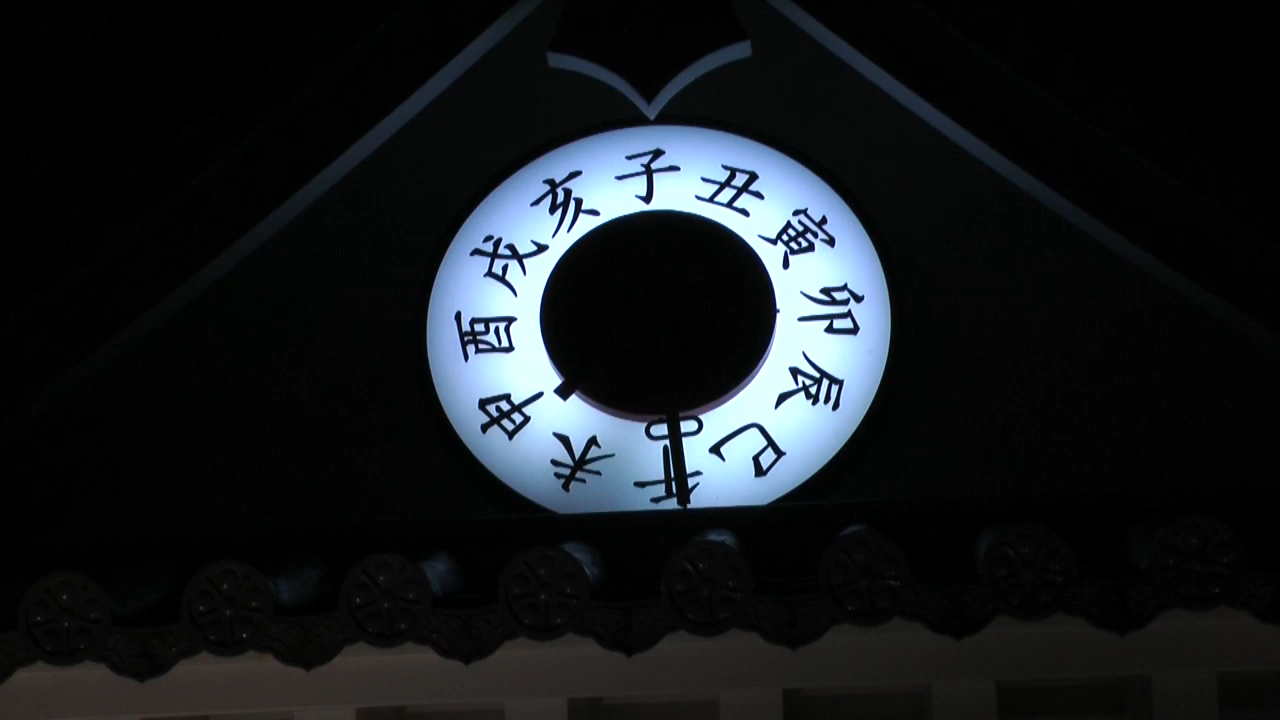 子
丑
寅
卯
辰
巳
午
未
申
酉
戌
亥